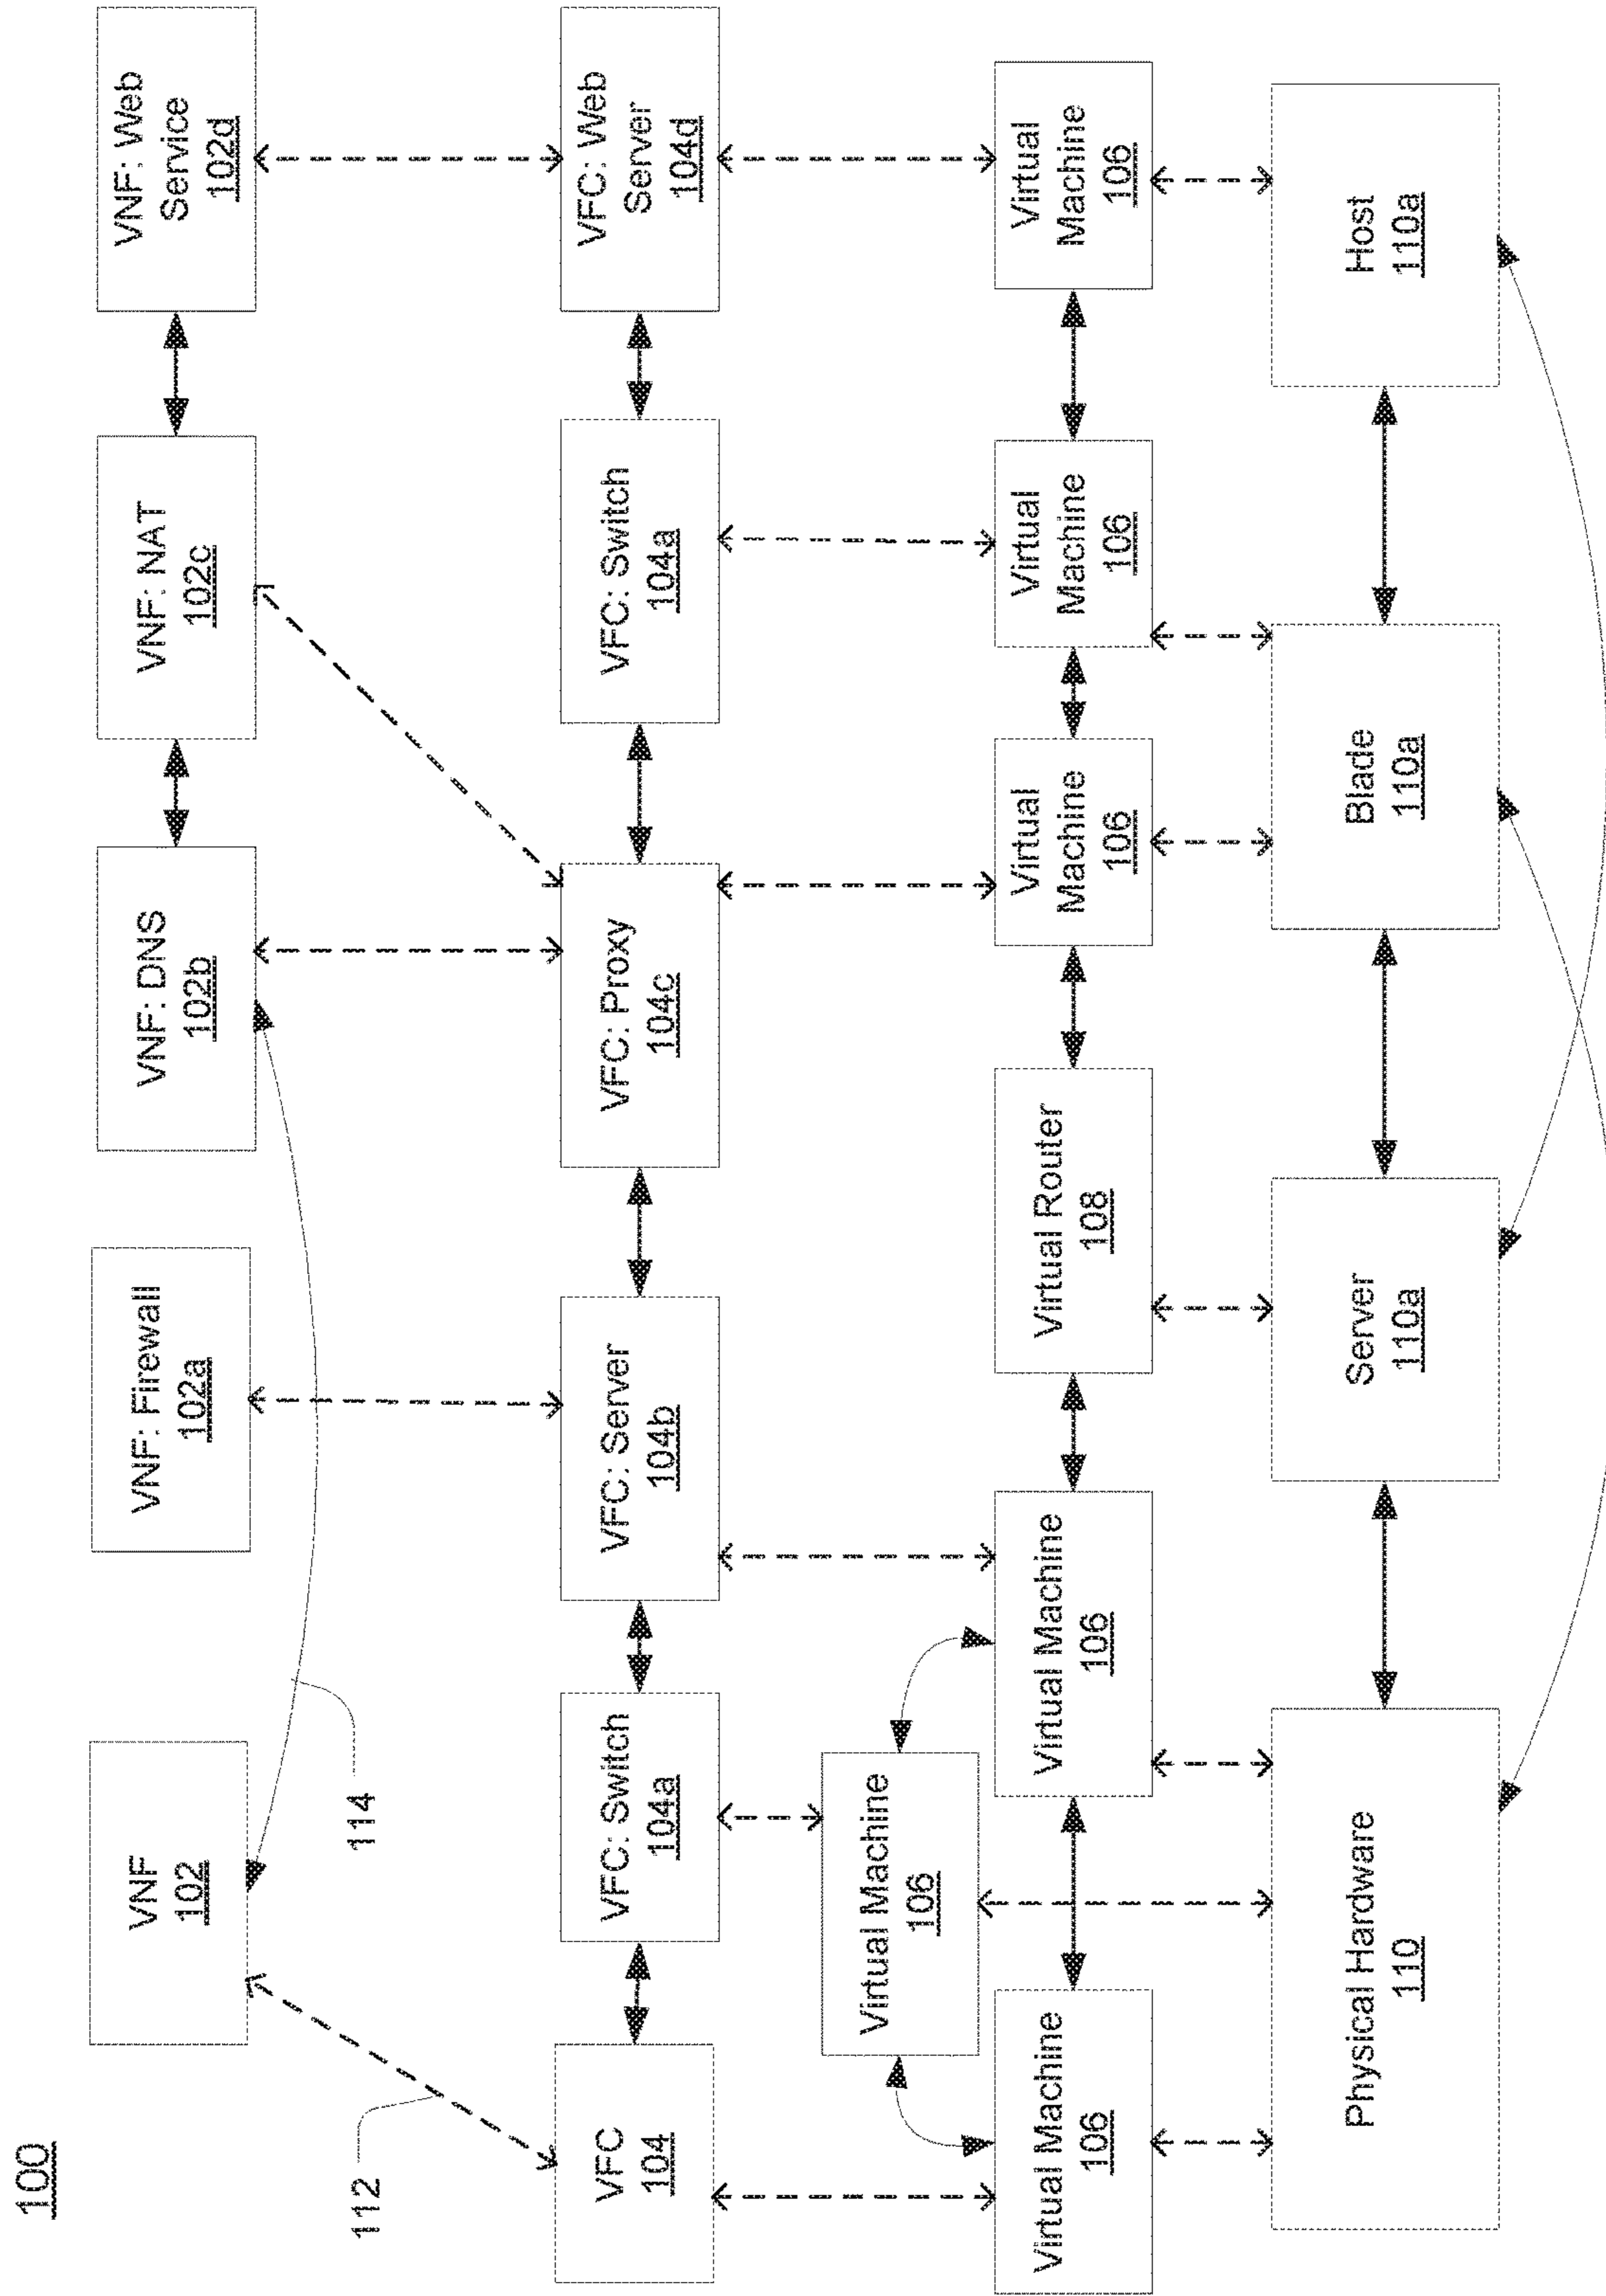 100
VNF
102
VNF: Firewall
102a
VNF: DNS
102b
VNF: NAT
102c
VNF: Web
Service
102d
112
114
VFC
104
VFC: Switch
104a
VFC: Server
104b
VFC: Proxy
104c
VFC: Switch
104a
VFC: Web
Server
104d
Virtual Machine
106
Virtual Machine
106
Virtual Machine
106
Virtual Router
108
Virtual
Machine
106
Virtual
Machine
106
Virtual
Machine
106
Physical Hardware
110
Server
110a
Blade
110a
Host
110a